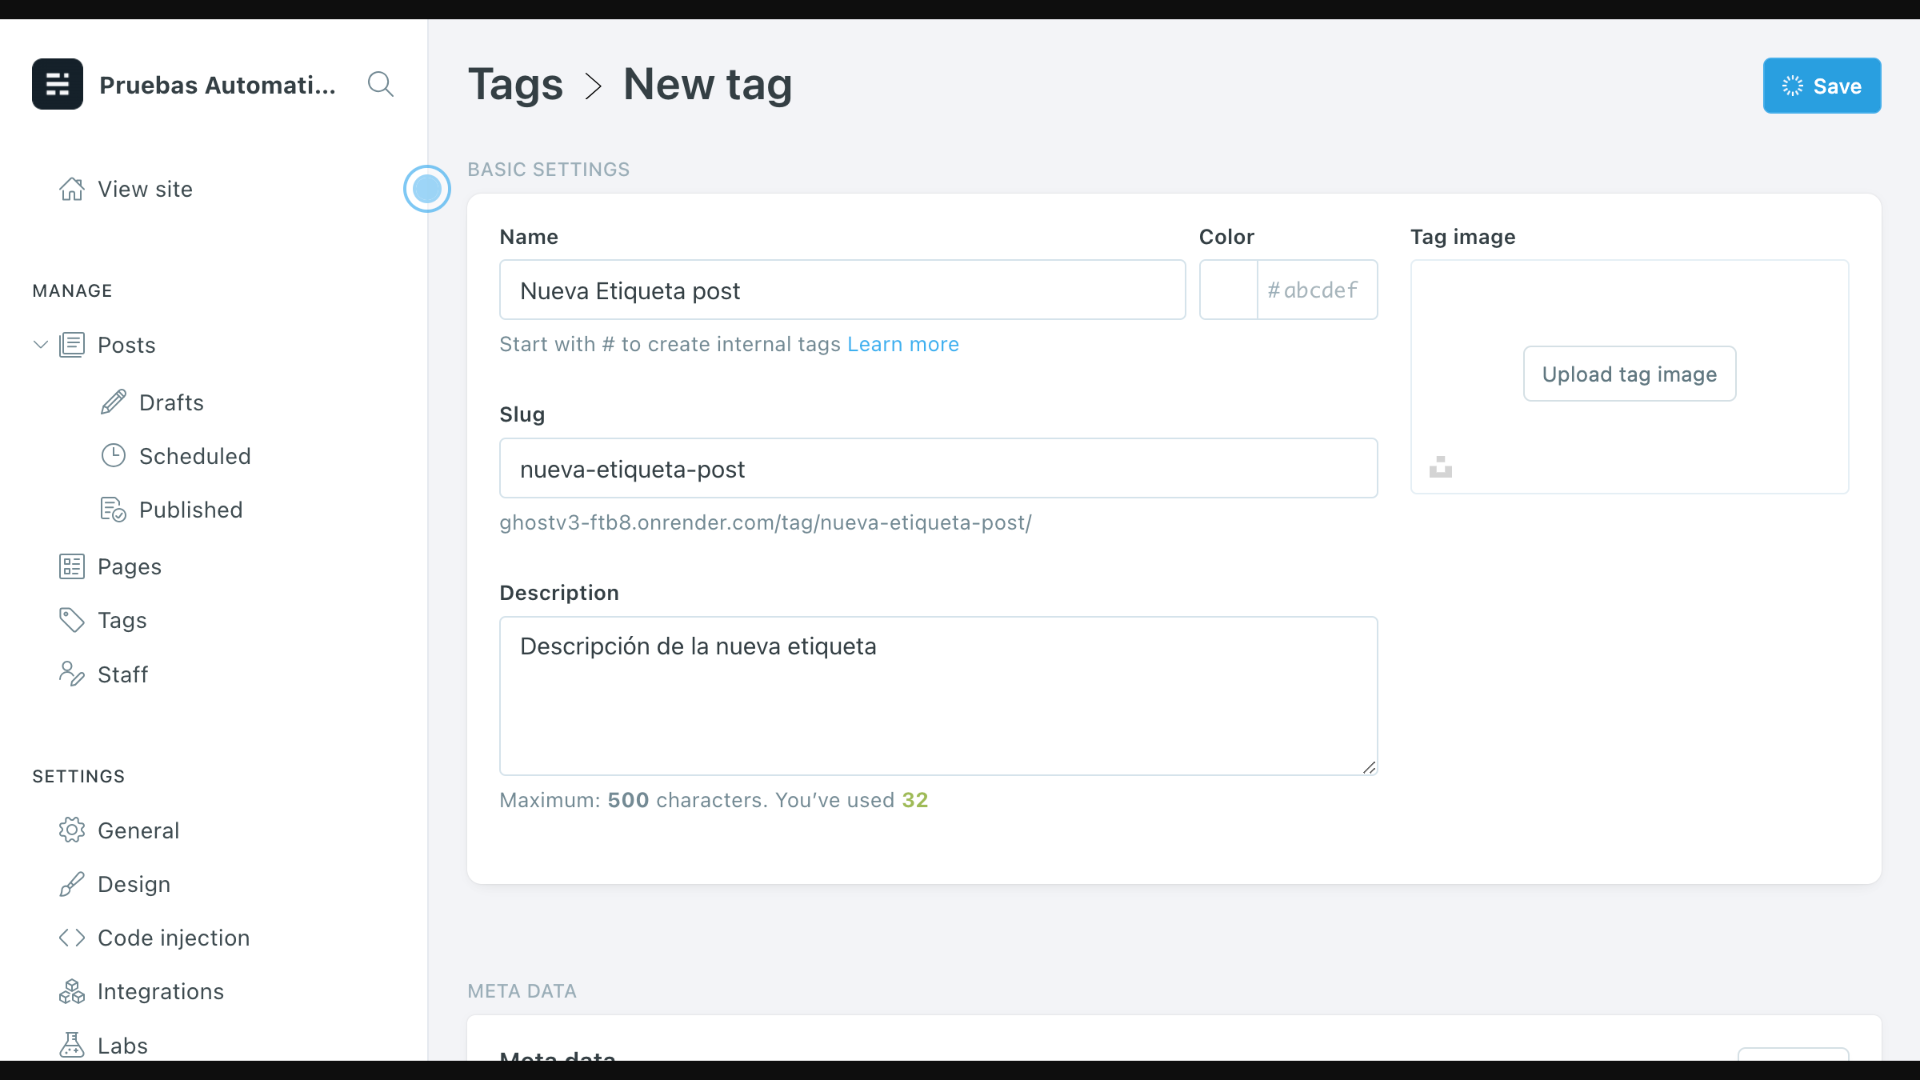 Pruebas Automati...
View site
MANAGE
Posts
Drafts
Scheduled
Published
Pages
Tags
Staff
SETTINGS
General
Design
Code injection
Integrations
Labs
Tags > New tag
Save
BASIC SETTINGS
Name
Nueva Etiqueta post
Start with # to create internal tags Learn more
Color
#abcdef
Tag image
Upload tag image
Slug
nueva-etiqueta-post
ghostv3-ftb8.onrender.com/tag/nueva-etiqueta-post/
Description
Descripción de la nueva etiqueta
Maximum: 500 characters. You’ve used 32
META DATA
Meta data